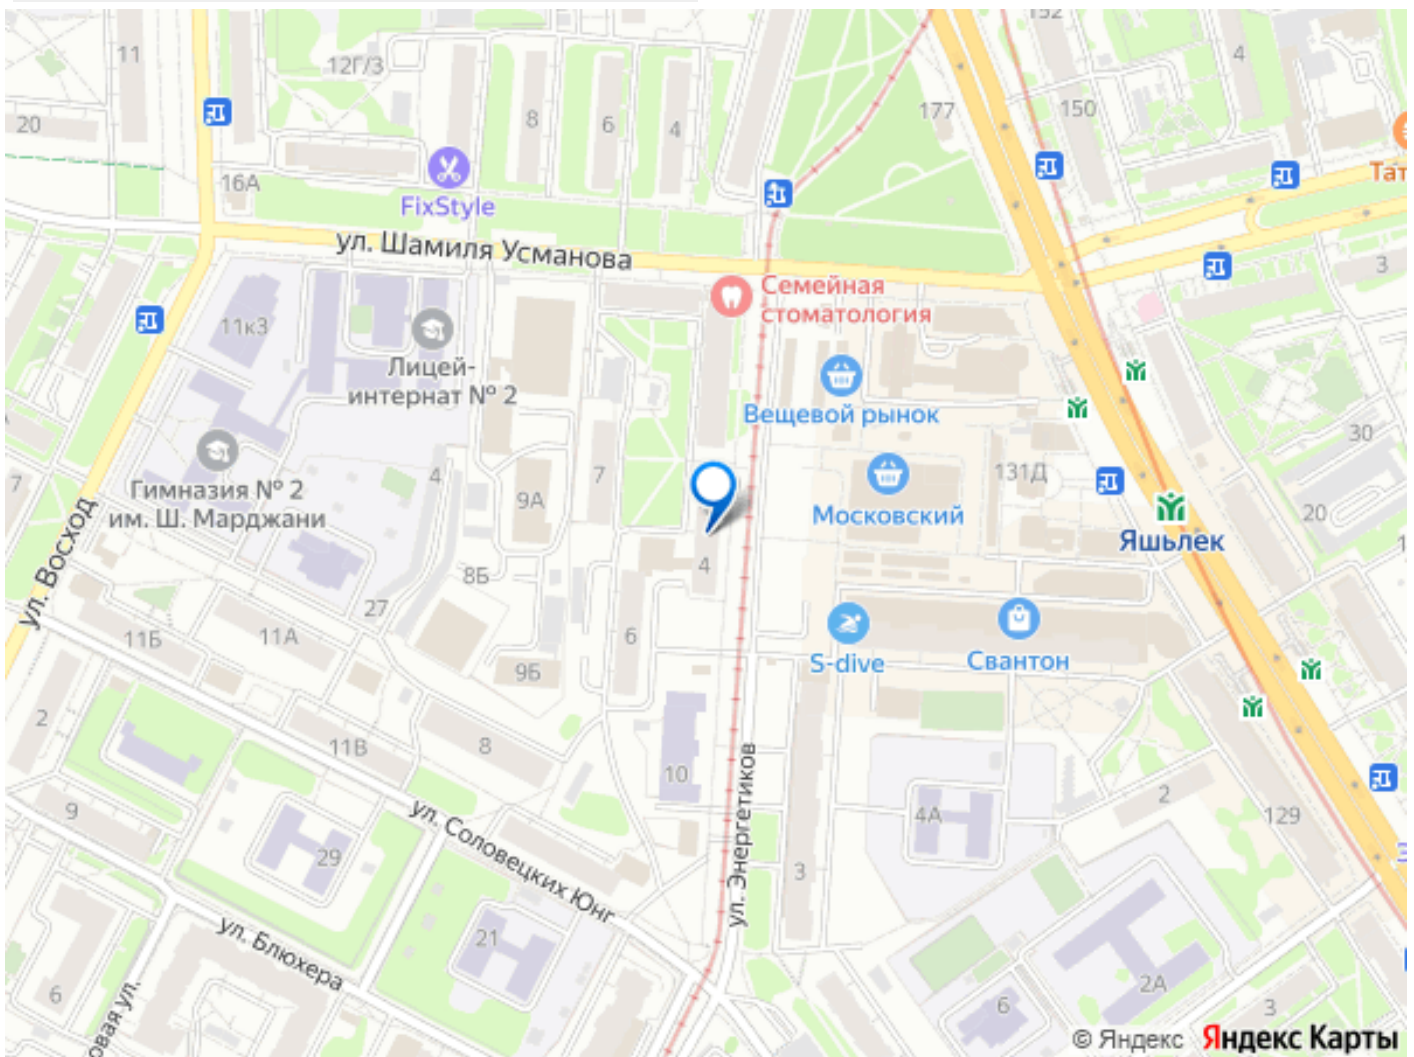 152
11
12Г/3
4
177
150
20
8
6
4
16А
FixStyle
Тат
ул. Шамиля Усманова
3
Семейная
стоматология
11к3
Лицей-
интернат № 2
Вещевой рынок
30
7
4
7
131Д
Гимназия № 2
им. Ш. Марджани
9А
Московский
20
Яшьлек
ул. Восход
4
8Б
27
11Б
11А
6
S-dive
Свантон
9Б
2
11В
8
10
2
9
4А
129
ул. Соловецких Юнг
29
3
ул. Энергетиков
21
ул. Блюхера
6
2А
6
3
овая ул.
© Яндекс Яндекс Карты